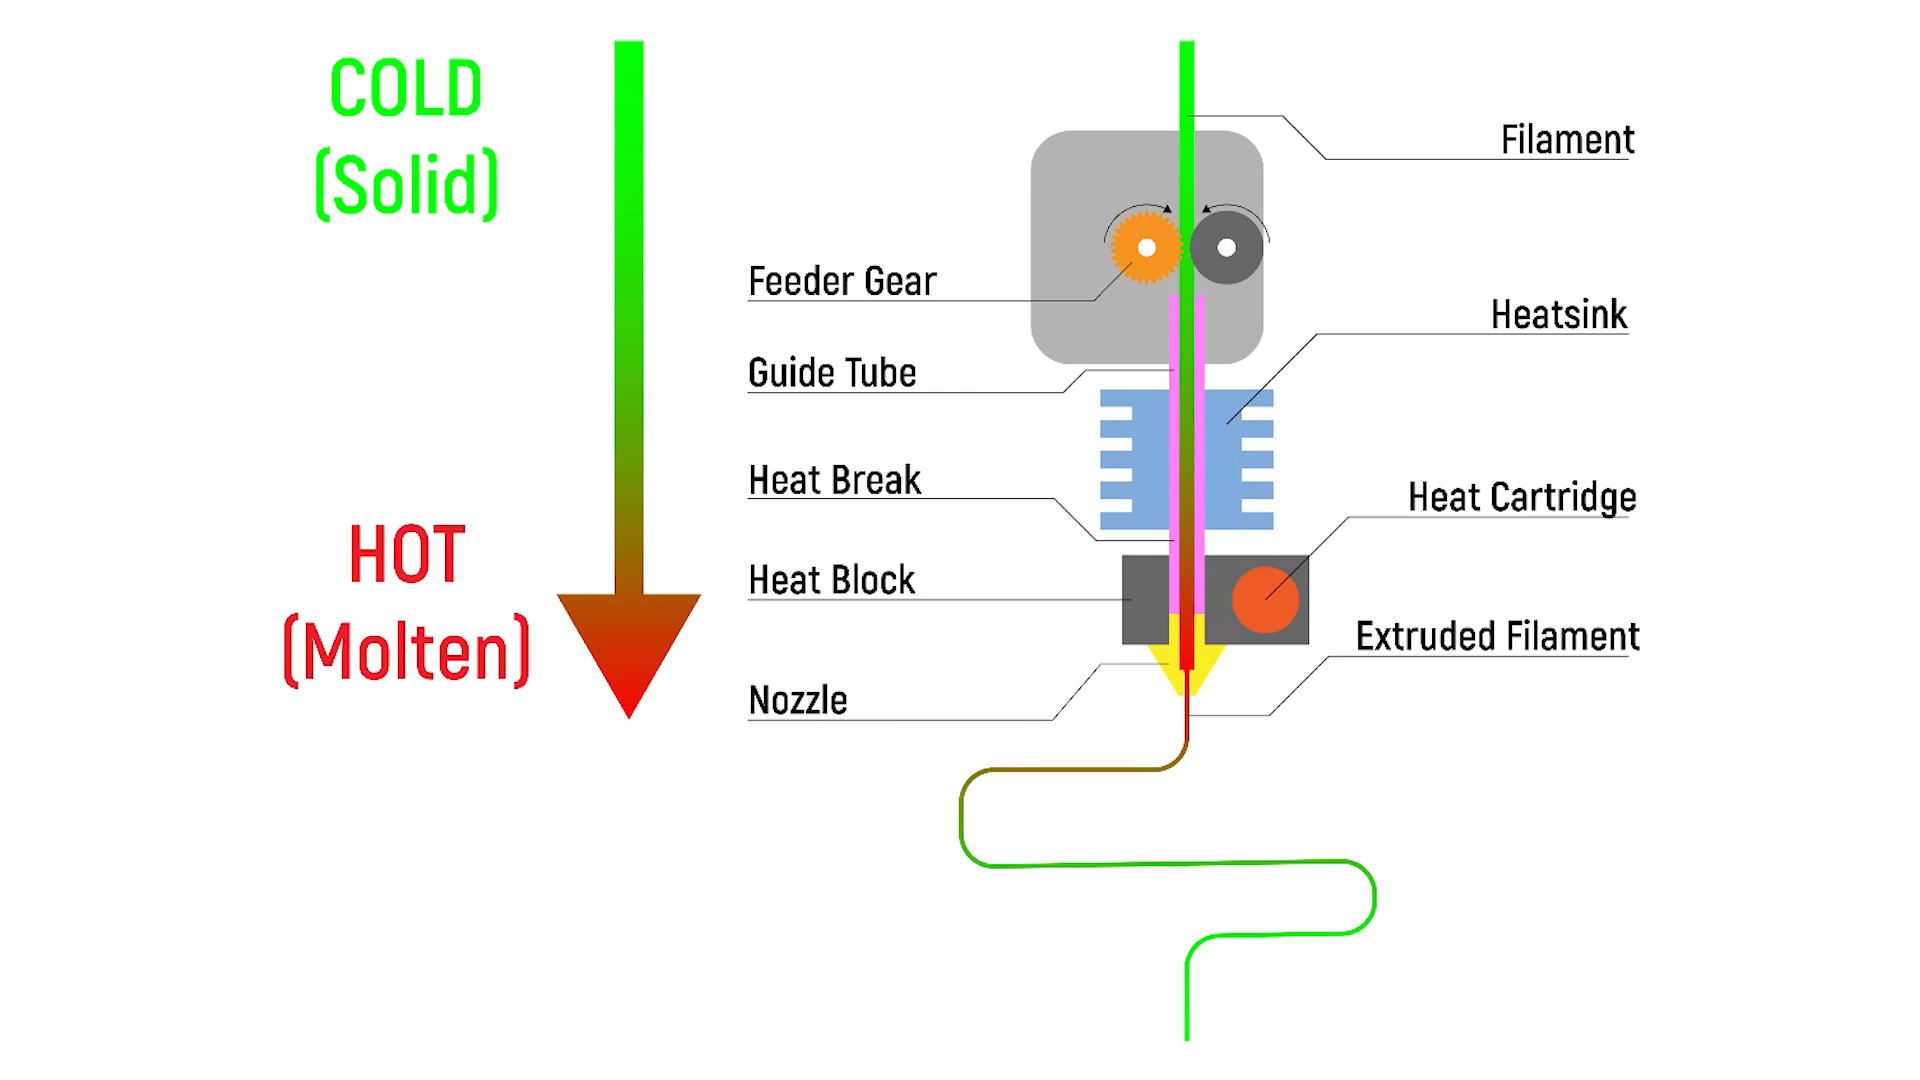 COLD
(Solid)
HOT
(Molten)
Feeder Gear
Guide Tube
Heat Break
Heat Block
Nozzle
Filament
Heatsink
Heat Cartridge
Extruded Filament